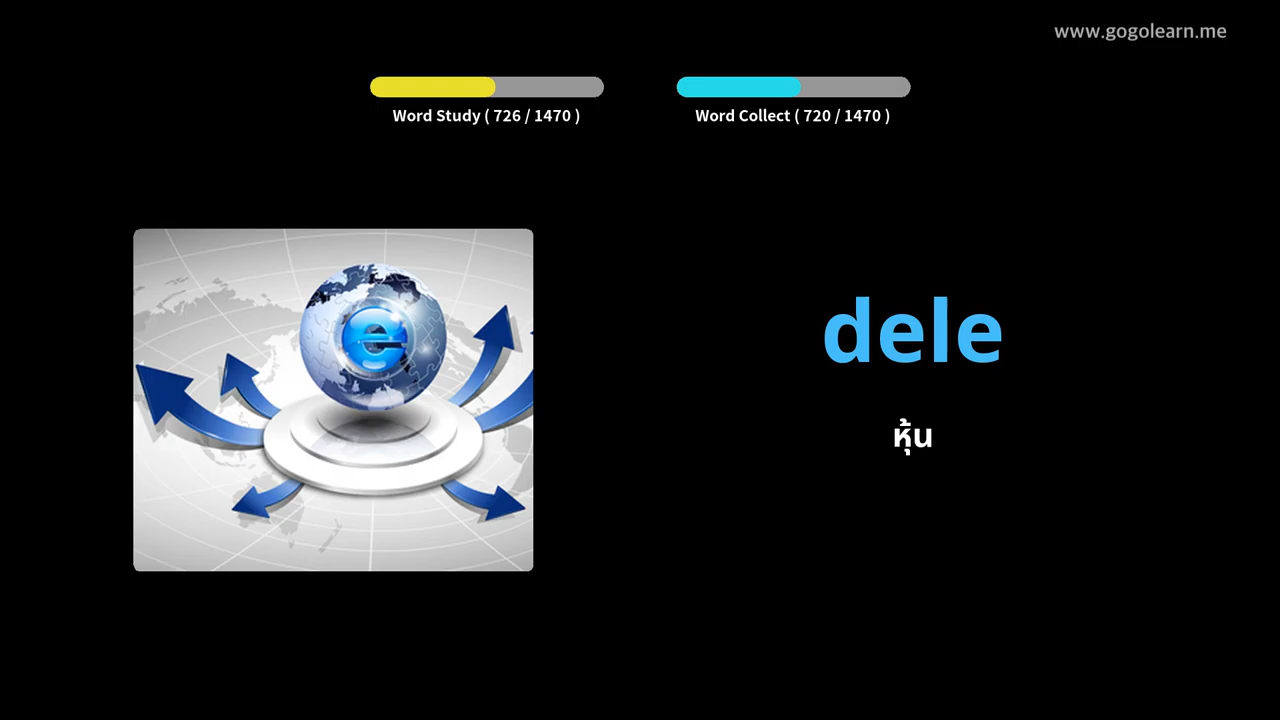 www.gogolearn.me
Word Study ( 726 / 1470 )
Word Collect ( 720 / 1470 )
e
dele
หุ้น